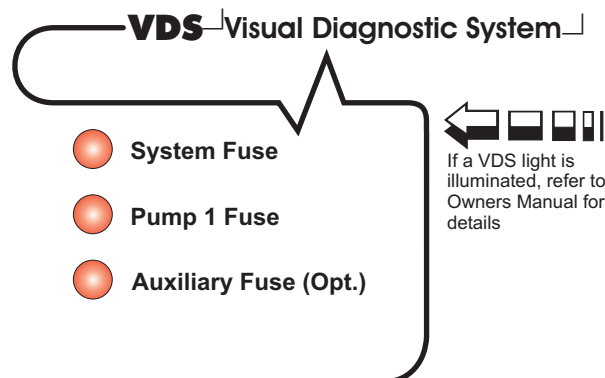 VDS Visual Diagnostic System
System Fuse
Pump 1 Fuse
Auxiliary Fuse (Opt.)
If a VDS light is
illuminated, refer to
Owners Manual for
details